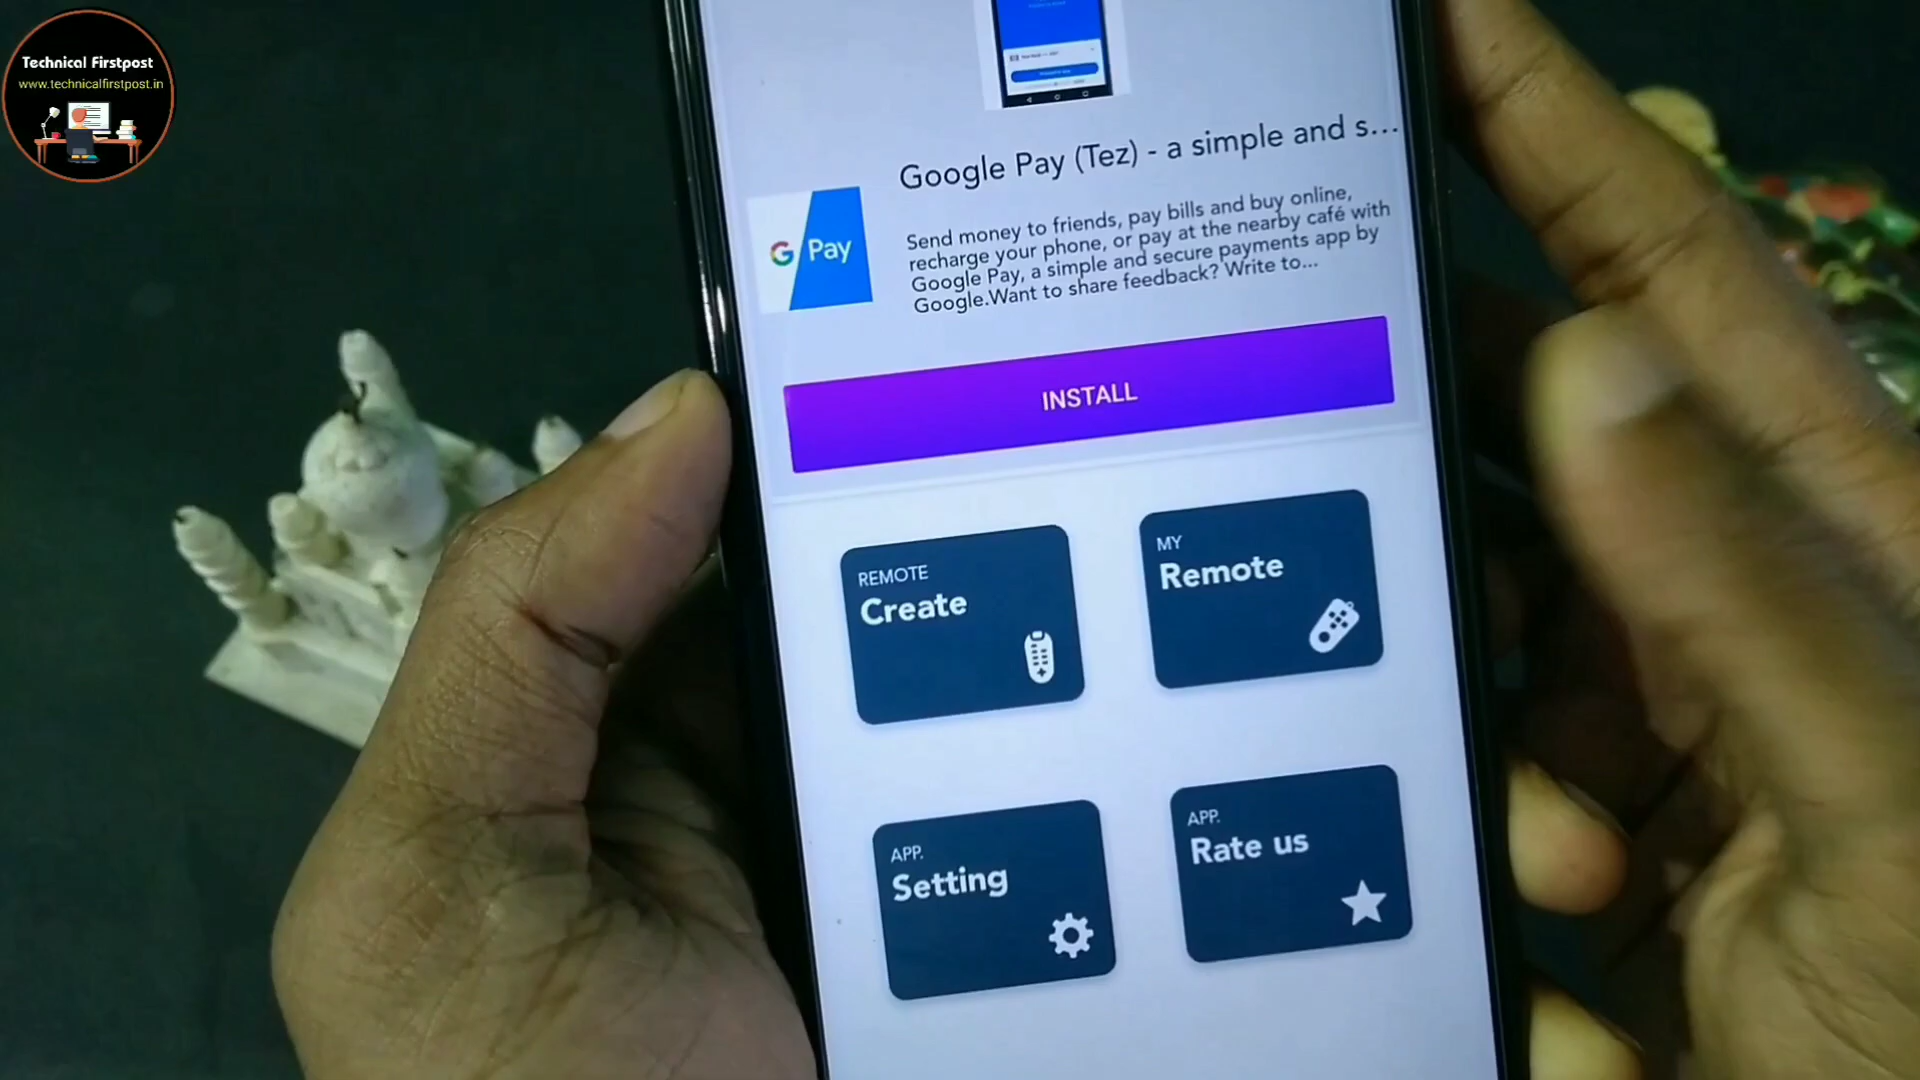 Technical Firstpost
www.technicalfirstpost.in
Google Pay (Tez) - a simple and s...
G Pay
Send money to friends, pay bills and buy online,
recharge your phone, or pay at the nearby café with
Google Pay, a simple and secure payments app by
Google.Want to share feedback? Write to...
INSTALL
REMOTE
Create
MY
Remote
APP.
Setting
APP.
Rate us